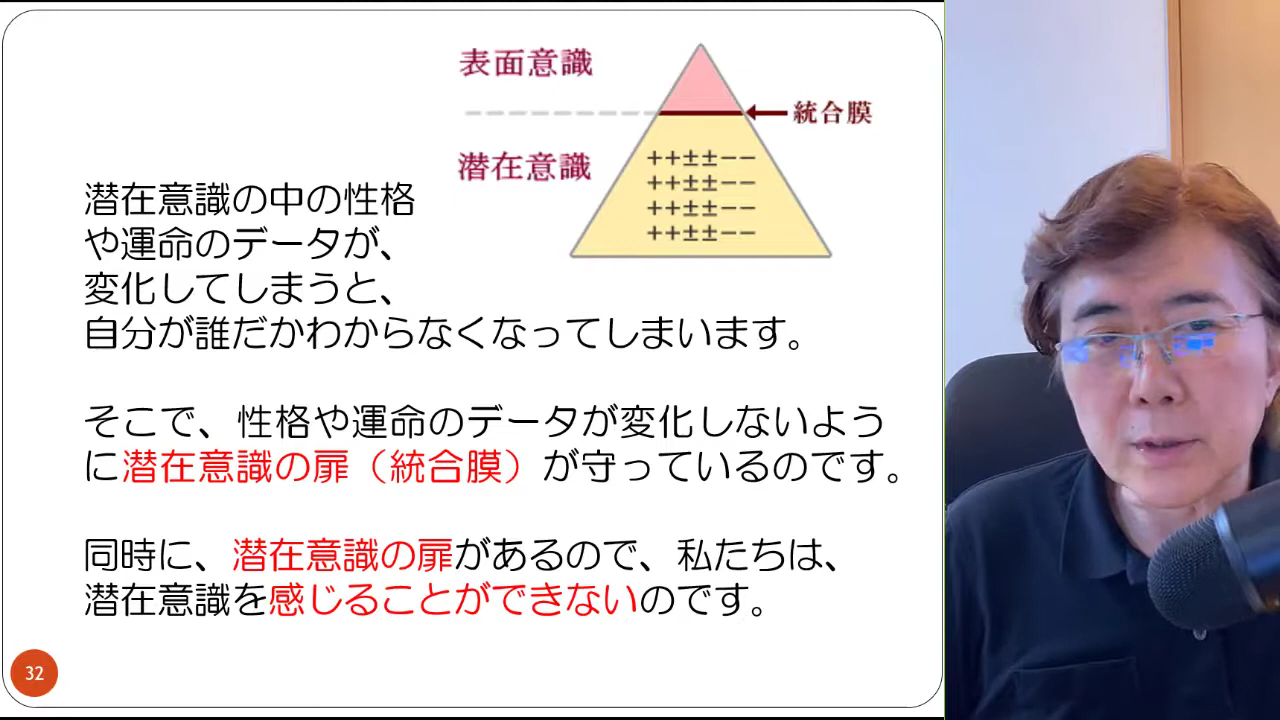 表面意識
統合膜
潜在意識
++±±−−
++±±−−
++±±−−
++±±−−
潜在意識の中の性格
や運命のデータが、
変化してしまうと、
自分が誰だかわからなくなってしまいます。
そこで、性格や運命のデータが変化しないよう
に潜在意識の扉（統合膜）が守っているのです。
同時に、潜在意識の扉があるので、私たちは、
潜在意識を感じることができないのです。
32